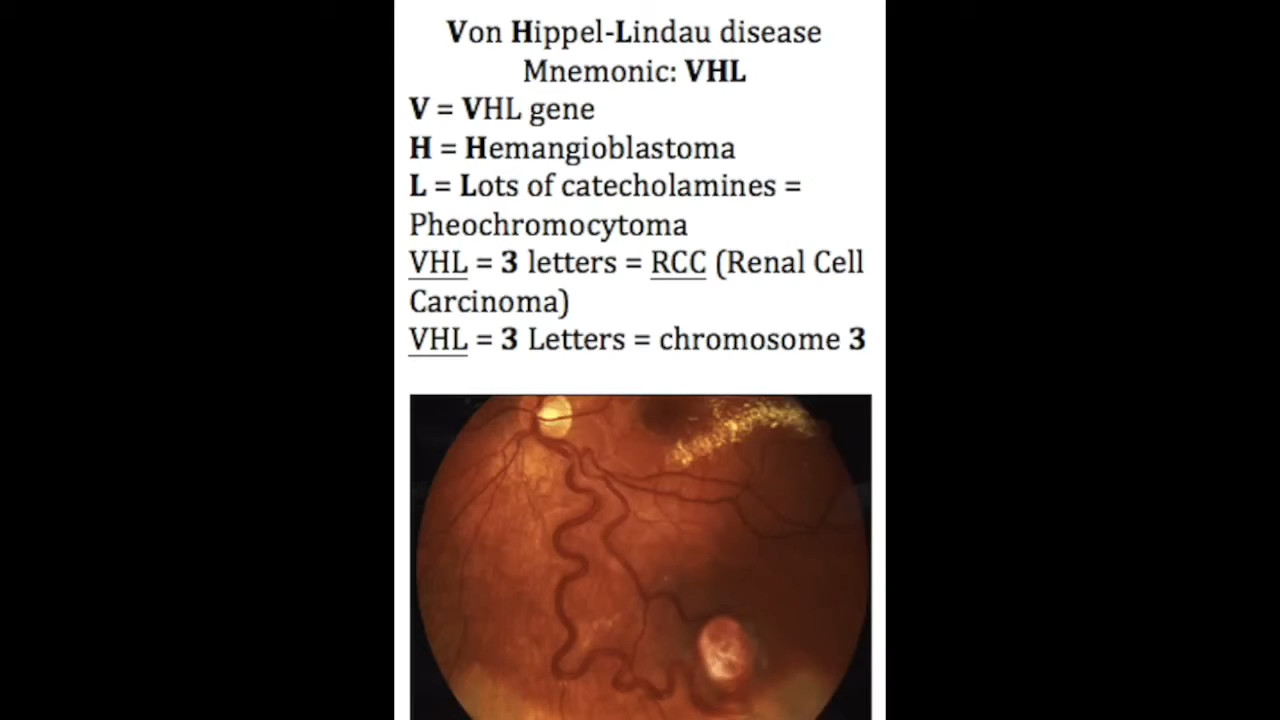 Von Hippel-Lindau disease
Mnemonic: VHL
V = VHL gene
H = Hemangioblastoma
L = Lots of catecholamines =
Pheochromocytoma
VHL = 3 letters = RCC (Renal Cell
Carcinoma)
VHL = 3 Letters = chromosome 3